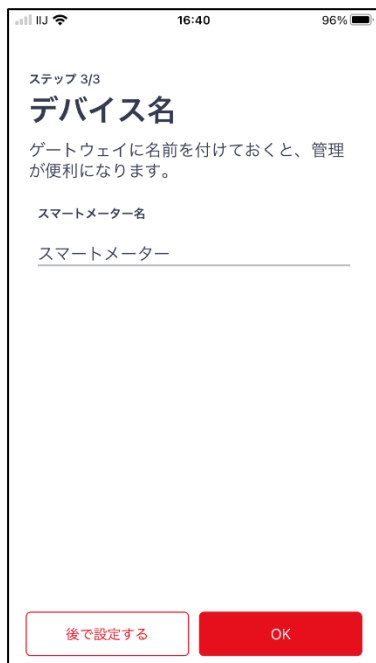 IIJ 16:40 96%
ステップ 3/3
デバイス名
ゲートウェイに名前を付けておくと、管理
が便利になります。
スマートメーター名
スマートメーター
後で設定する OK